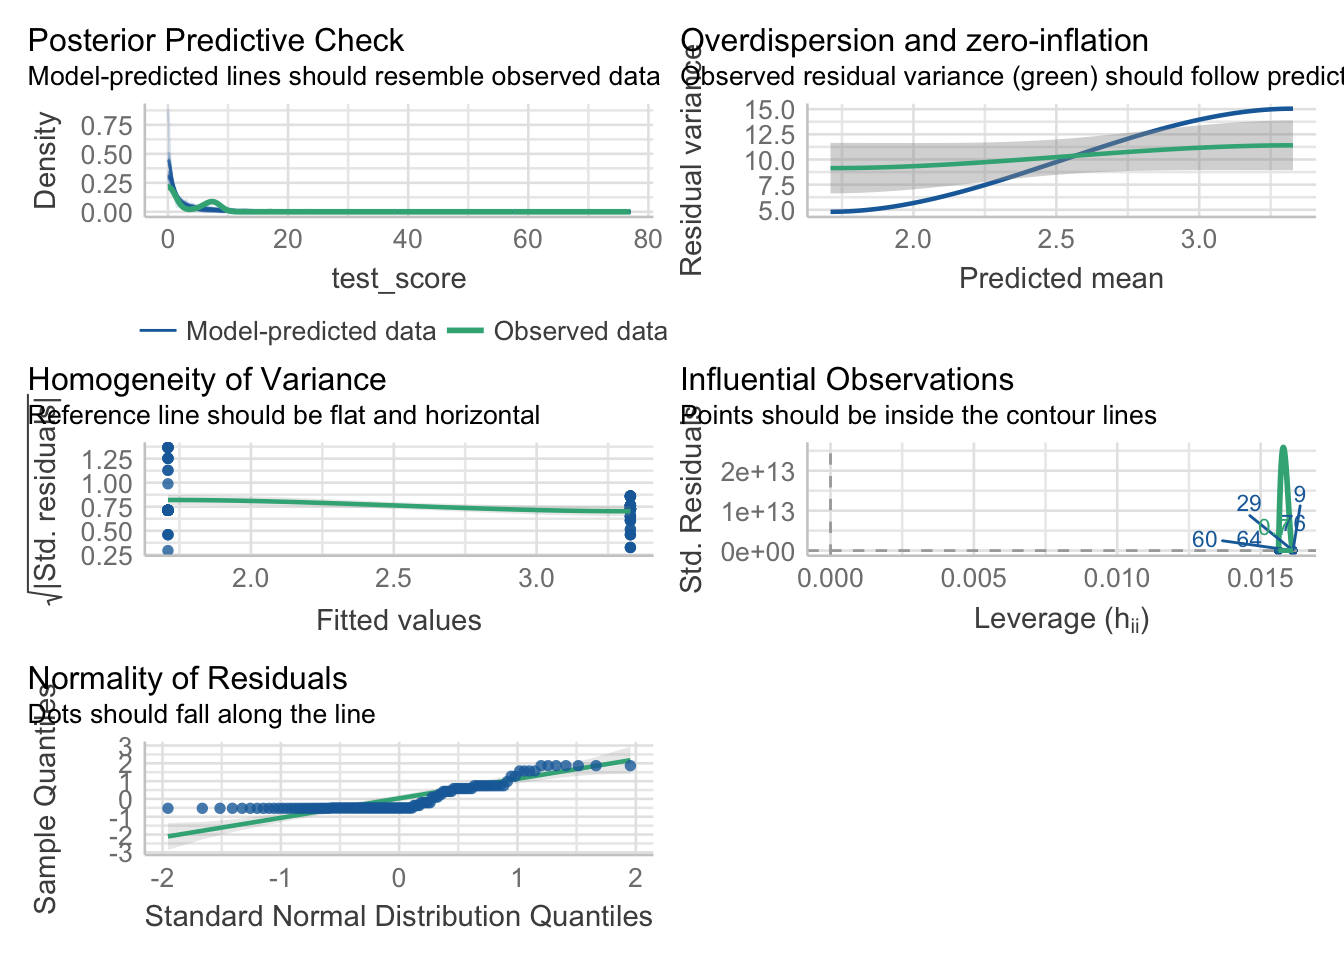 Posterior Predictive Check
Model-predicted lines should resemble observed data
Density
0.75
0.50
0.25
0.00
0 20 40 60 80
test_score
Model-predicted data Observed data
Overdispersion and zero-inflation
Observed residual variance (green) should follow predict
Residual variance
15.0
12.5
10.0
7.5
5.0
2.0 2.5 3.0
Predicted mean
Homogeneity of Variance
Reference line should be flat and horizontal
√|Std. residuals|
1.25
1.00
0.75
0.50
0.25
2.0 2.5 3.0
Fitted values
Influential Observations
Points should be inside the contour lines
Std. Residuals
2e+13
1e+13
0e+00
29
9
76
60
64
0.000 0.005 0.010 0.015
Leverage (hii)
Normality of Residuals
Dots should fall along the line
Sample Quantiles
3
2
1
0
-1
-2
-3
-2 -1 0 1 2
Standard Normal Distribution Quantiles